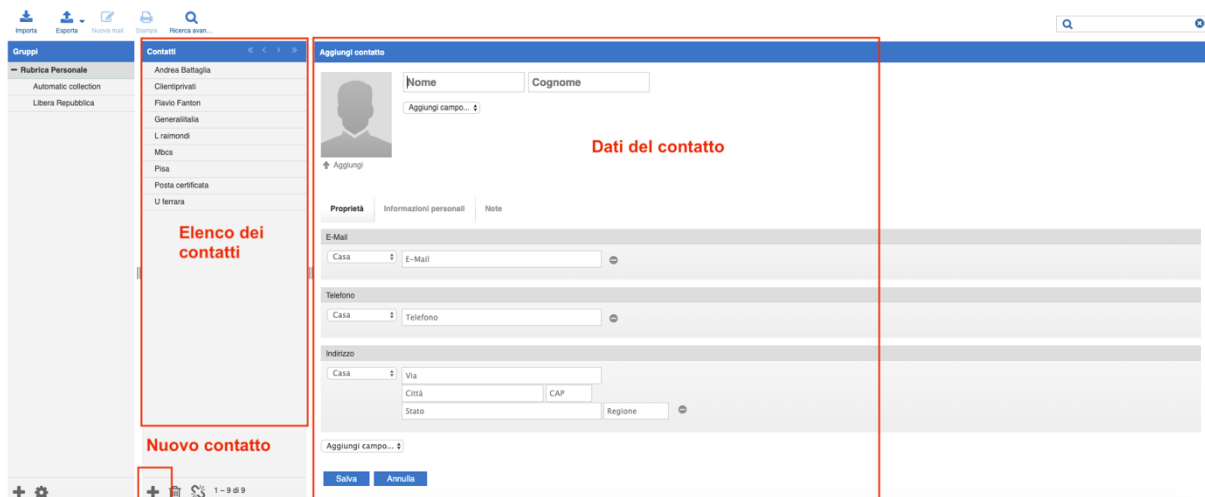 Importa Esporta Nuova mail Stampa Ricerca avan...
Gruppi
Rubrica Personale
Automatic collection
Libera Repubblica
Contatti
Andrea Battaglia
Clientiprivati
Flavio Fanton
Generaliitalia
L raimondi
Mbcs
Pisa
Posta certificata
U ferrara
Elenco dei
contatti
Nuovo contatto
1 – 9 di 9
Aggiungi contatto
Nome Cognome
Aggiungi campo...
Dati del contatto
Aggiungi
Proprietà Informazioni personali Note
E-Mail
Casa E-Mail
Telefono
Casa Telefono
Indirizzo
Casa Via
Città CAP
Stato Regione
Aggiungi campo...
Salva Annulla